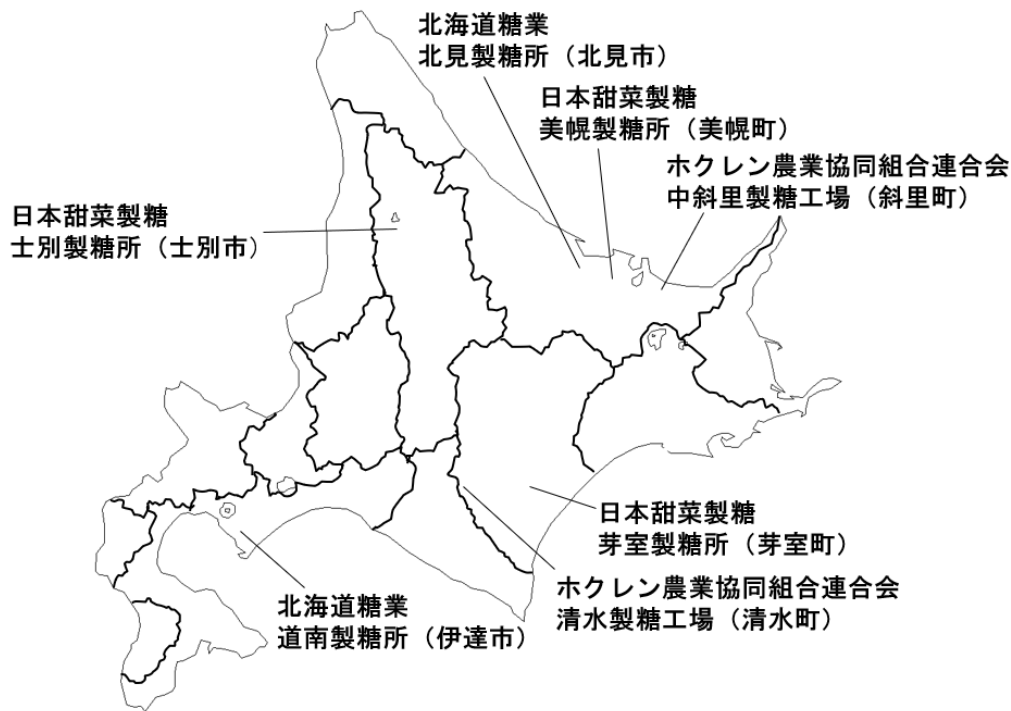 北海道糖業
北見製糖所（北見市）
日本甜菜製糖
美幌製糖所（美幌町）
ホクレン農業協同組合連合会
中斜里製糖工場（斜里町）
日本甜菜製糖
士別製糖所（士別市）
日本甜菜製糖
芽室製糖所（芽室町）
ホクレン農業協同組合連合会
清水製糖工場（清水町）
北海道糖業
道南製糖所（伊達市）